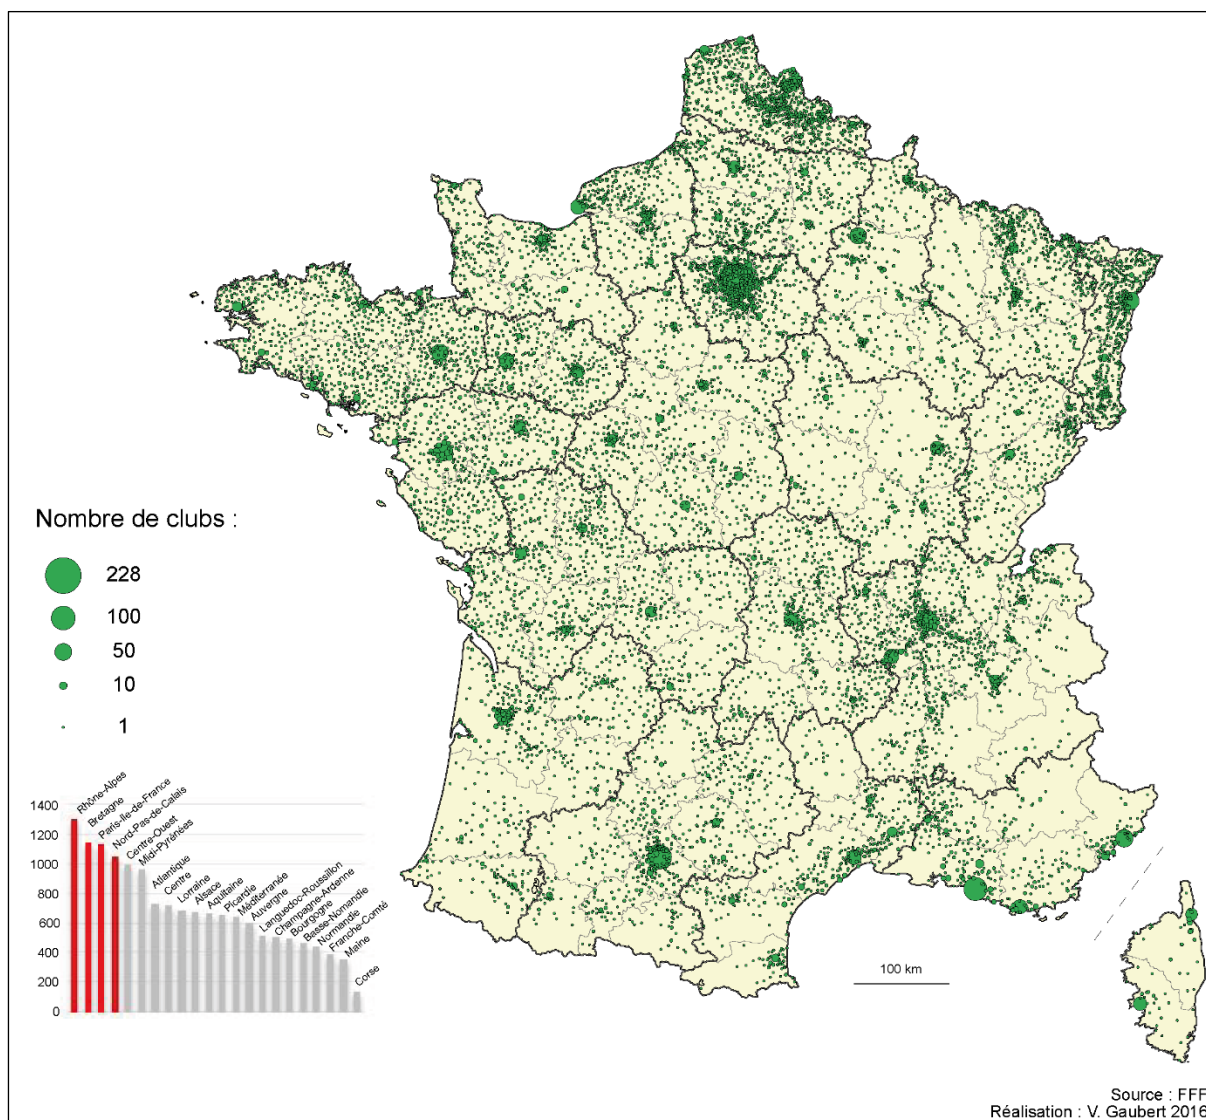 Nombre de clubs :
228
100
50
10
1
1400
1200
1000
800
600
400
200
0
Rhône-Alpes
Bretagne
Paris-Ile-de-France
Nord-Pas-de-Calais
Centre-Ouest
Midi-Pyrénées
Atlantique
Centre
Lorraine
Alsace
Aquitaine
Picardie
Méditerranée
Auvergne
Languedoc-Roussillon
Champagne-Ardenne
Bourgogne
Basse-Normandie
Normandie
Franche-Comté
Maine
Corse
100 km
Source : FFF
Réalisation : V. Gaubert 2016